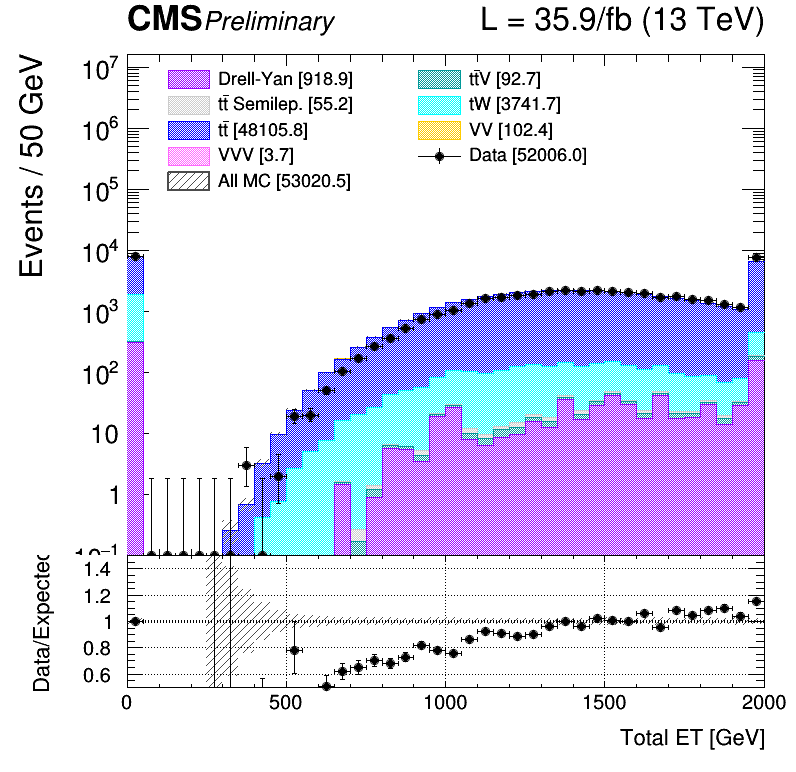 CMS Preliminary L = 35.9/fb (13 TeV)
Events / 50 GeV
Drell-Yan [918.9]
tt̄ Semilep. [55.2]
tt̄ [48105.8]
VVV [3.7]
All MC [53020.5]
tt̄V [92.7]
tW [3741.7]
VV [102.4]
Data [52006.0]
10⁷
10⁶
10⁵
10⁴
10³
10²
10
1
10⁻¹
Data/Expected
1.4
1.2
1
0.8
0.6
0 500 1000 1500 2000
Total ET [GeV]